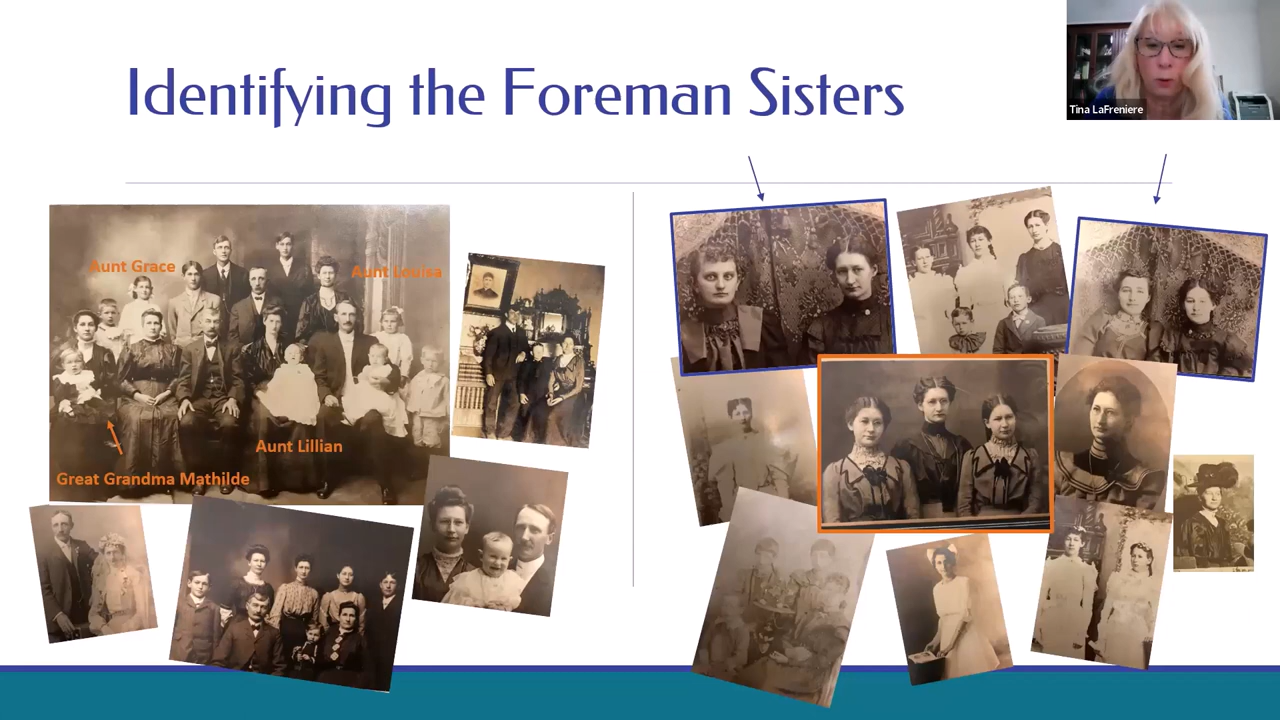 Identifying the Foreman Sisters
Tina LaFreniere
Aunt Grace
Aunt Louisa
Aunt Lillian
Great Grandma Mathilde